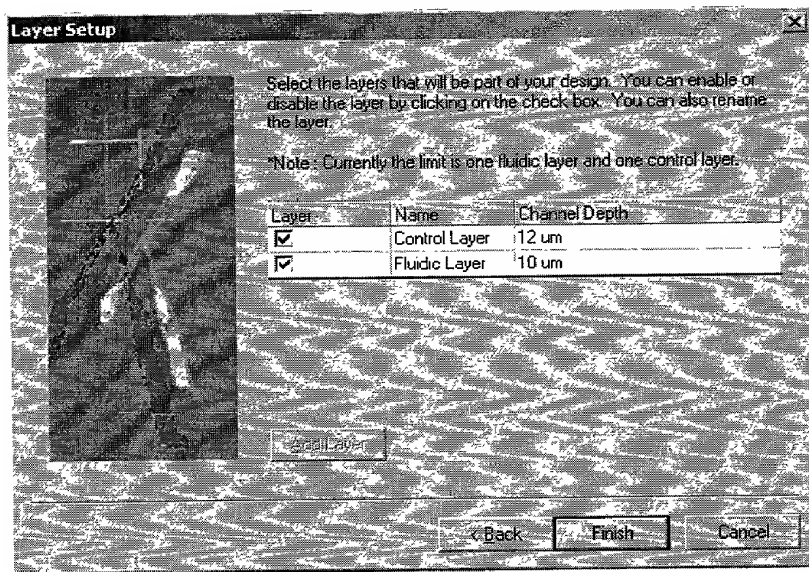 Layer Setup
Select the layers that will be part of your design. You can enable or
disable the layer by clicking on the check box. You can also rename
the layer.
*Note : Currently the limit is one fluidic layer and one control layer.
Layer Name Channel Depth
Control Layer 12 um
Fluidic Layer 10 um
Add Layer
< Back Finish Cancel